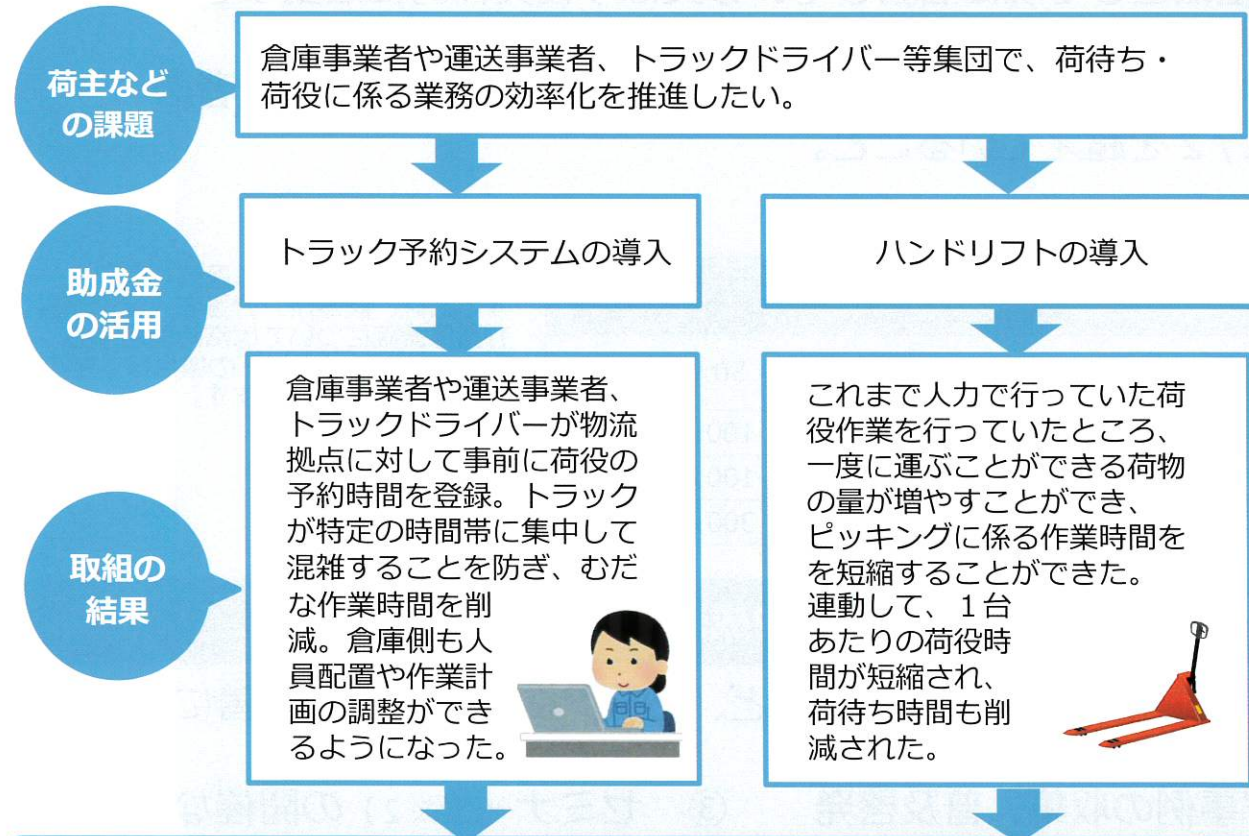 荷主など
の課題
倉庫事業者や運送事業者、トラックドライバー等集団で、荷待ち・
荷役に係る業務の効率化を推進したい。
助成金
の活用
トラック予約システムの導入
ハンドリフトの導入
取組の
結果
倉庫事業者や運送事業者、
トラックドライバーが物流
拠点に対して事前に荷役の
予約時間を登録。トラック
が特定の時間帯に集中して
混雑することを防ぎ、むだ
な作業時間を削
減。倉庫側も人
員配置や作業計
画の調整ができ
るようになった。
これまで人力で行っていた荷
役作業を行っていたところ、
一度に運ぶことができる荷物
の量が増やすことができ、
ピッキングに係る作業時間を
を短縮することができた。
連動して、１台
あたりの荷役時
間が短縮され、
荷待ち時間も削
減された。